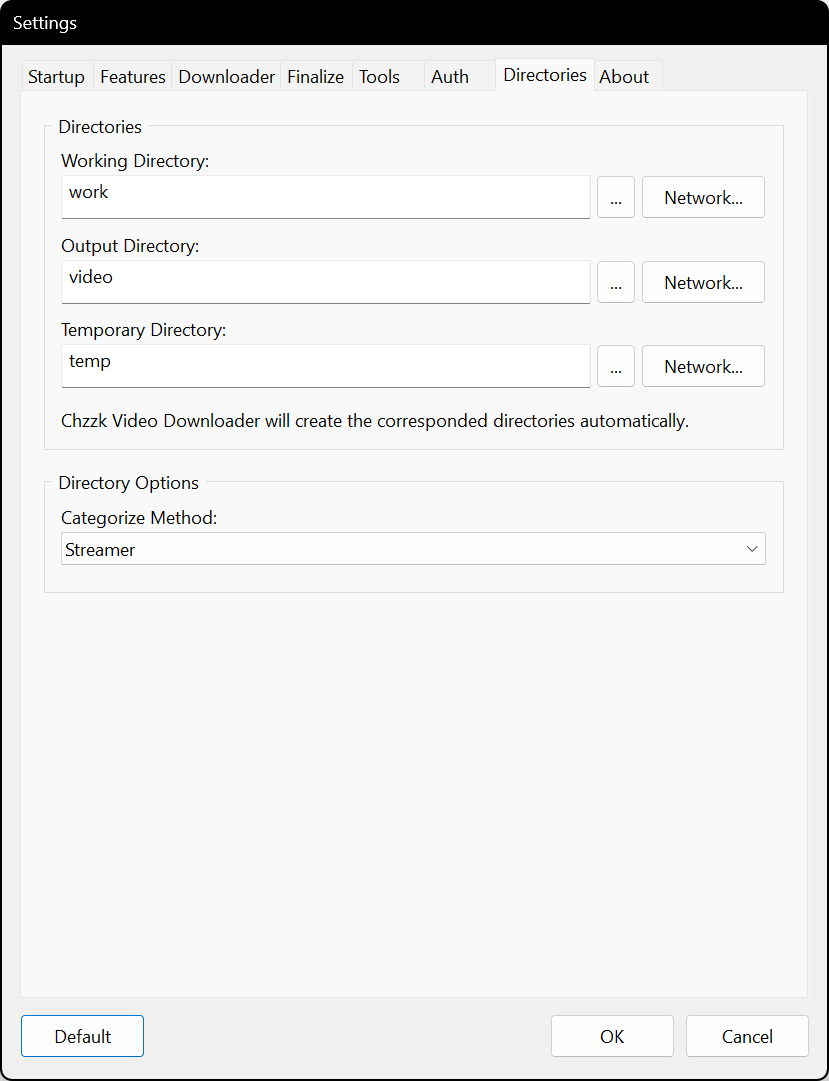 Settings
Startup Features Downloader Finalize Tools Auth Directories About
Directories
Working Directory:
work ... Network...
Output Directory:
video ... Network...
Temporary Directory:
temp ... Network...
Chzzk Video Downloader will create the corresponded directories automatically.
Directory Options
Categorize Method:
Streamer
Default OK Cancel